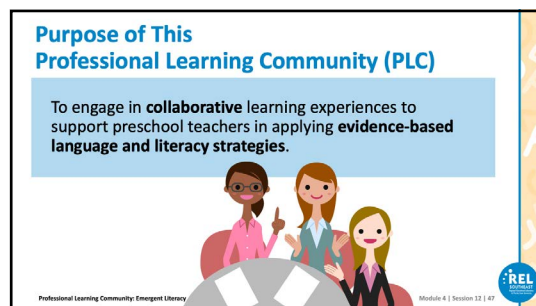 Purpose of This
Professional Learning Community (PLC)
To engage in collaborative learning experiences to
support preschool teachers in applying evidence-based
language and literacy strategies.
Professional Learning Community: Emergent Literacy
Module 4 | Session 12 | 47
REL
SOUTHEAST